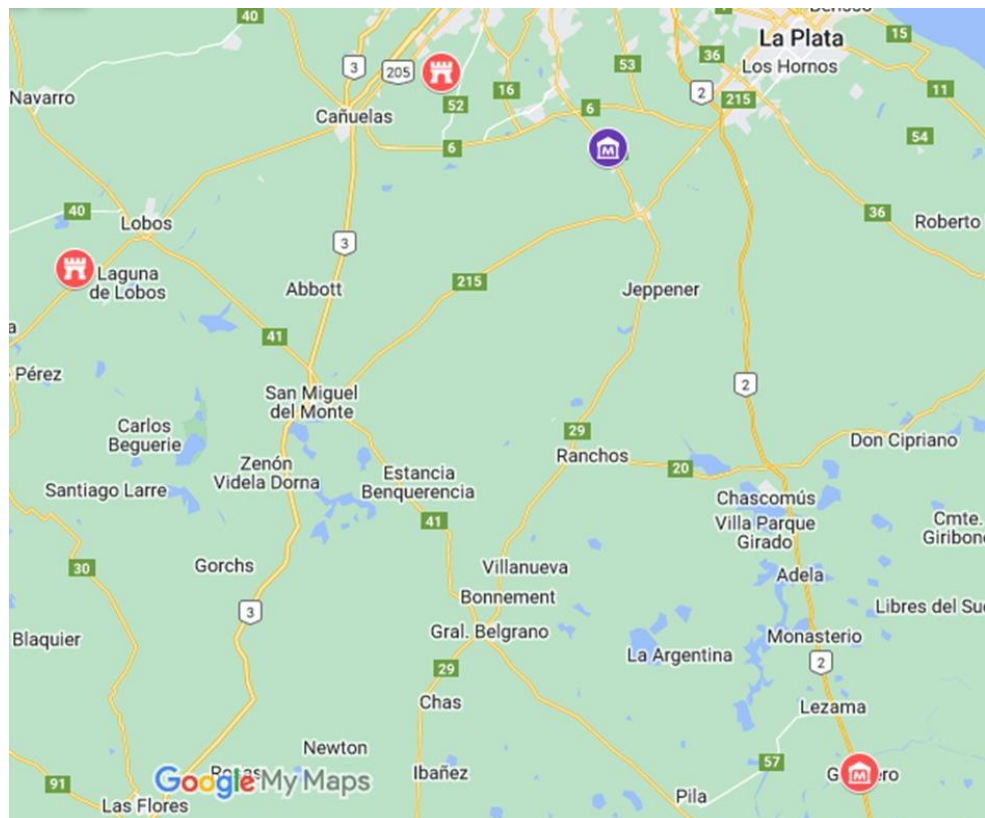 40
3
205
52
16
53
36
La Plata
Los Hornos
2
215
15
11
Navarro
Cañuelas
6
6
54
40
Lobos
3
36
Roberto
Laguna
de Lobos
Abbott
215
Jeppener
41
Pérez
San Miguel
del Monte
2
Carlos
Beguerie
29
Ranchos
Don Cipriano
Zenón
Videla Dorna
Estancia
Benquerencia
20
Santiago Larre
Chascomús
Villa Parque
Girado
Cmte.
41
30
Gorchs
Villanueva
Adela
Bonnement
3
Libres del
Blaquier
Gral. Belgrano
Monasterio
La Argentina
2
29
Chas
Lezama
Newton
57
91
Google My Maps
Ibañez
Las Flores
Pila